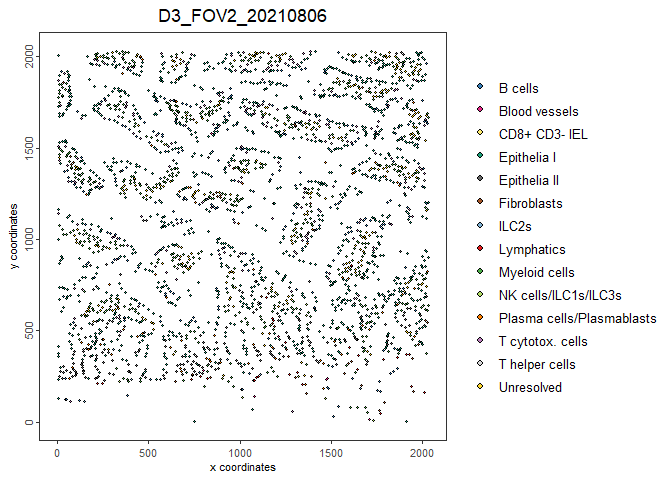 D3_FOV2_20210806
y coordinates
2000
1500
1000
500
0
0 500 1000 1500 2000
x coordinates
B cells
Blood vessels
CD8+ CD3- IEL
Epithelia I
Epithelia II
Fibroblasts
ILC2s
Lymphatics
Myeloid cells
NK cells/ILC1s/ILC3s
Plasma cells/Plasmablasts
T cytotox. cells
T helper cells
Unresolved